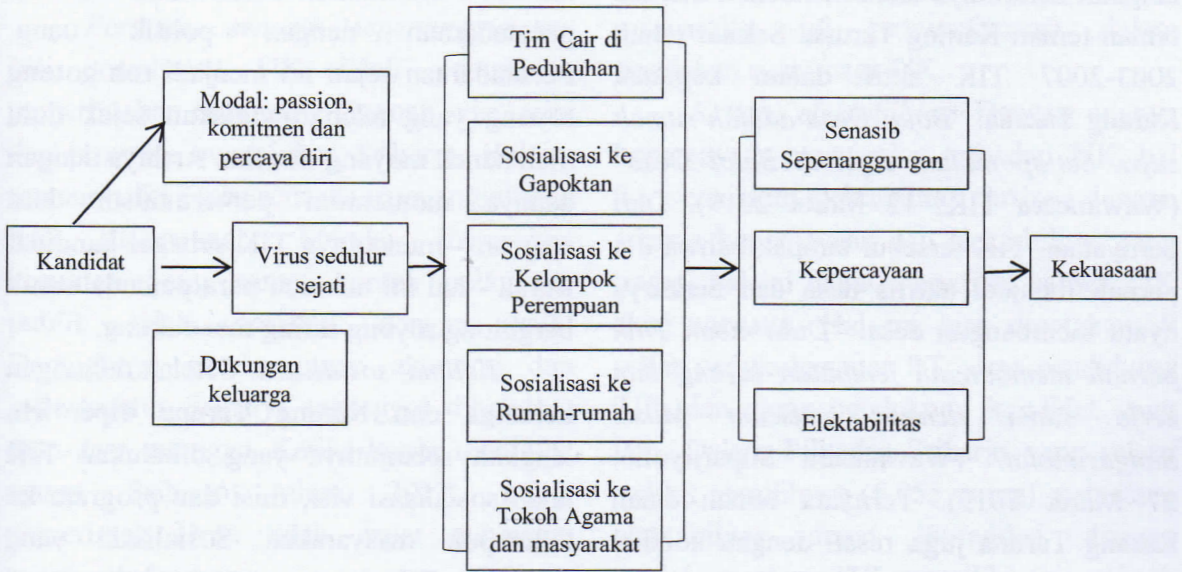 Tim Cair di
Pedukuhan
Modal: passion,
komitmen dan
percaya diri
Sosialisasi ke
Gapoktan
Senasib
Sepenanggungan
Kandidat
Virus sedulur
sejati
Sosialisasi ke
Kelompok
Perempuan
Kepercayaan
Kekuasaan
Dukungan
keluarga
Sosialisasi ke
Rumah-rumah
Elektabilitas
Sosialisasi ke
Tokoh Agama
dan masyarakat